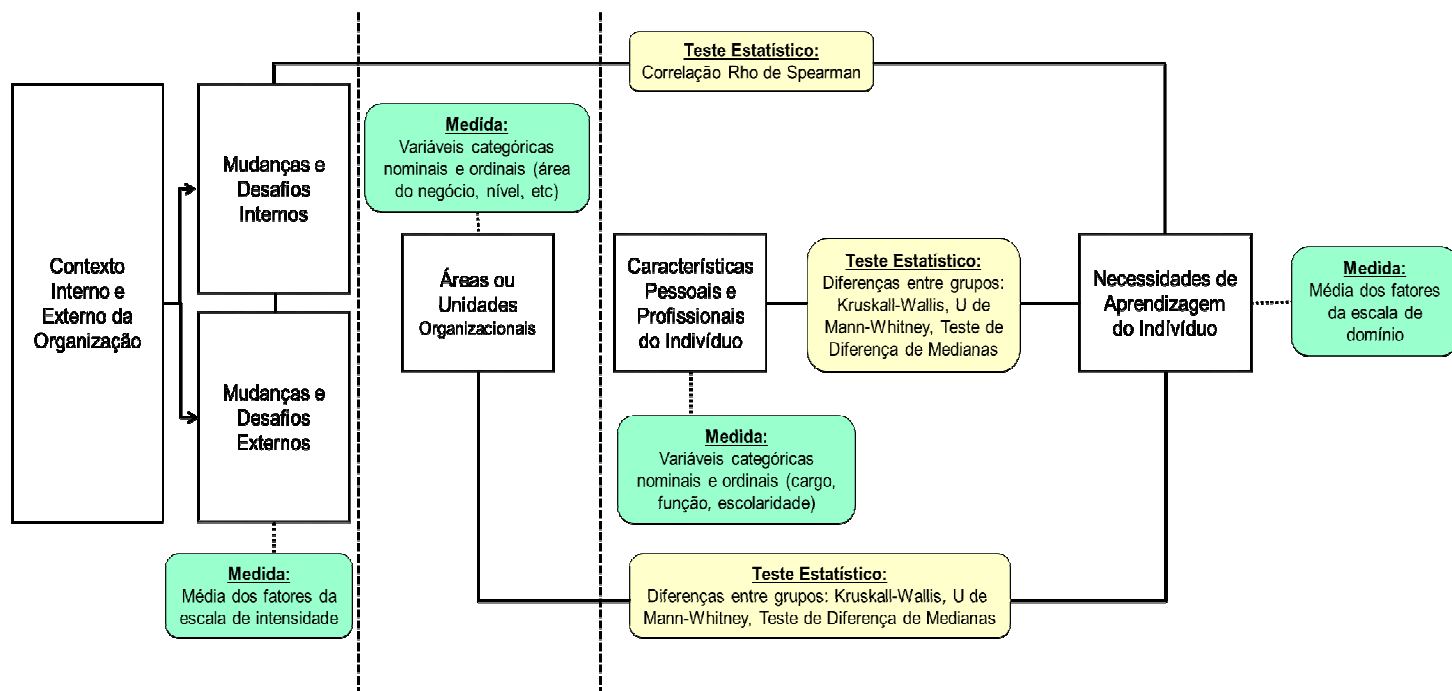 Contexto
Interno e
Externo da
Organização
Mudanças e
Desafios
Internos
Mudanças e
Desafios
Externos
Medida:
Média dos fatores da
escala de intensidade
Medida:
Variáveis categóricas
nominais e ordinais (área
do negócio, nível, etc)
Áreas ou
Unidades
Organizacionais
Teste Estatístico:
Correlação Rho de Spearman
Características
Pessoais e
Profissionais
do Indivíduo
Medida:
Variáveis categóricas
nominais e ordinais (cargo,
função, escolaridade)
Teste Estatístico:
Diferenças entre grupos:
Kruskall-Wallis, U de
Mann-Whitney, Teste de
Diferença de Medianas
Teste Estatístico:
Diferenças entre grupos: Kruskall-Wallis, U de
Mann-Whitney, Teste de Diferença de Medianas
Necessidades de
Aprendizagem
do Indivíduo
Medida:
Média dos fatores
da escala de
domínio